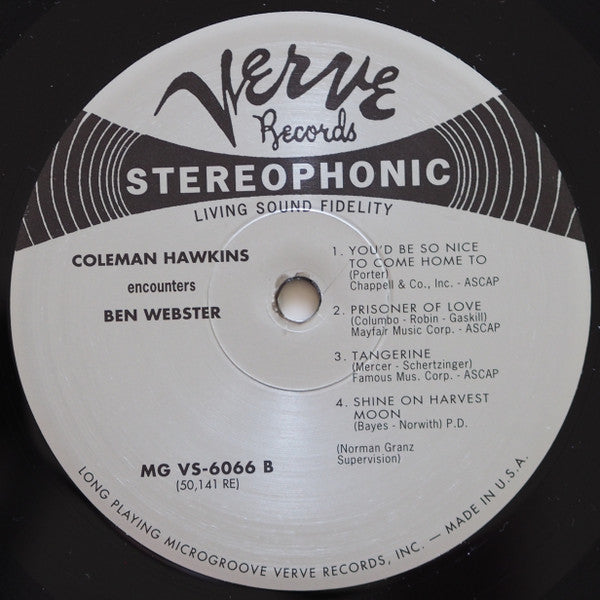 Verve
Records
STEREOPHONIC
LIVING SOUND FIDELITY
COLEMAN HAWKINS
encounters
BEN WEBSTER
1. YOU'D BE SO NICE
TO COME HOME TO
(Porter)
Chappell & Co., Inc. - ASCAP
2. PRISONER OF LOVE
(Columbo - Robin - Gaskill)
Mayfair Music Corp. - ASCAP
3. TANGERINE
(Mercer - Schertzinger)
Famous Mus. Corp. - ASCAP
4. SHINE ON HARVEST
MOON
(Bayes - Norwith) P.D.
(Norman Granz
Supervision)
MG VS-6066 B
(50,141 RE)
LONG PLAYING MICROGROOVE VERVE RECORDS, INC. — MADE IN U.S.A.